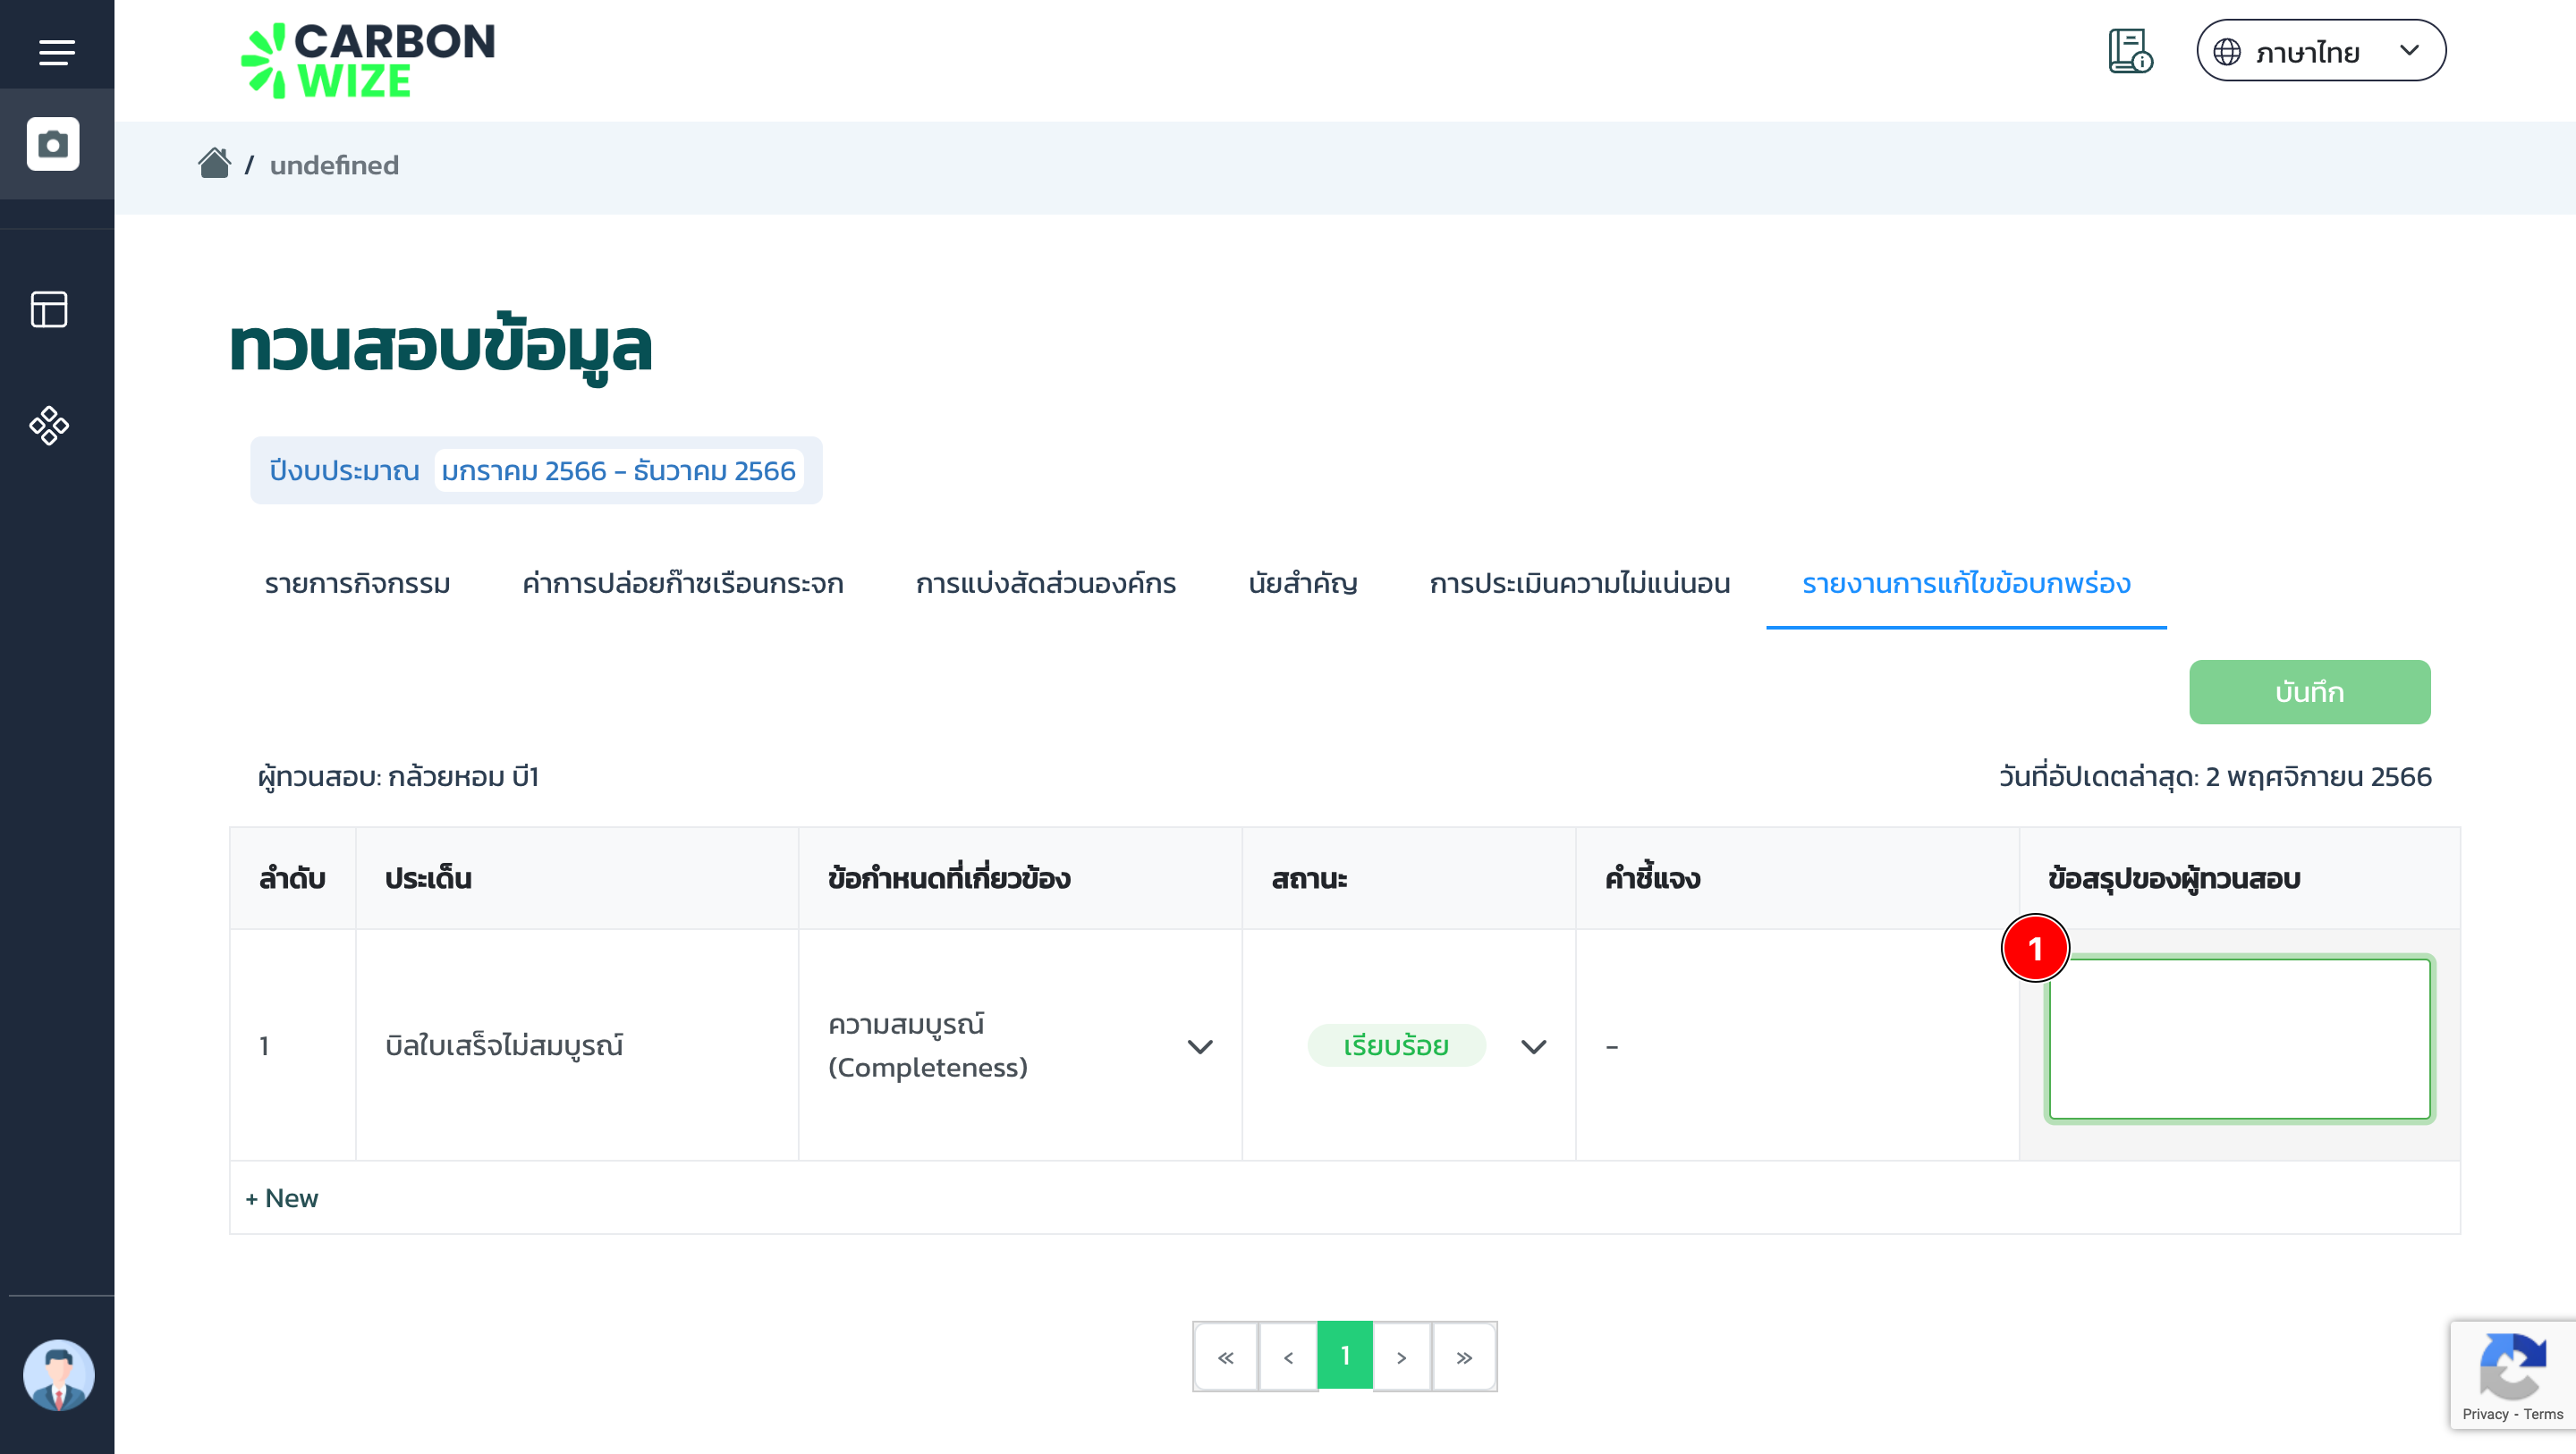 CARBON
WIZE
ภาษาไทย
/ undefined
ทวนสอบข้อมูล
ปีงบประมาณ มกราคม 2566 - ธันวาคม 2566
รายการกิจกรรม ค่าการปล่อยก๊าซเรือนกระจก การแบ่งสัดส่วนองค์กร นัยสำคัญ การประเมินความไม่แน่นอน รายงานการแก้ไขข้อบกพร่อง
บันทึก
ผู้ทวนสอบ: กล้วยหอม บี1 วันที่อัปเดตล่าสุด: 2 พฤศจิกายน 2566
ลำดับ ประเด็น ข้อกำหนดที่เกี่ยวข้อง สถานะ คำชี้แจง ข้อสรุปของผู้ทวนสอบ
1
1 บิลใบเสร็จไม่สมบูรณ์ ความสมบูรณ์ (Completeness) เรียบร้อย -
+ New
« ‹ 1 › »
Privacy - Terms